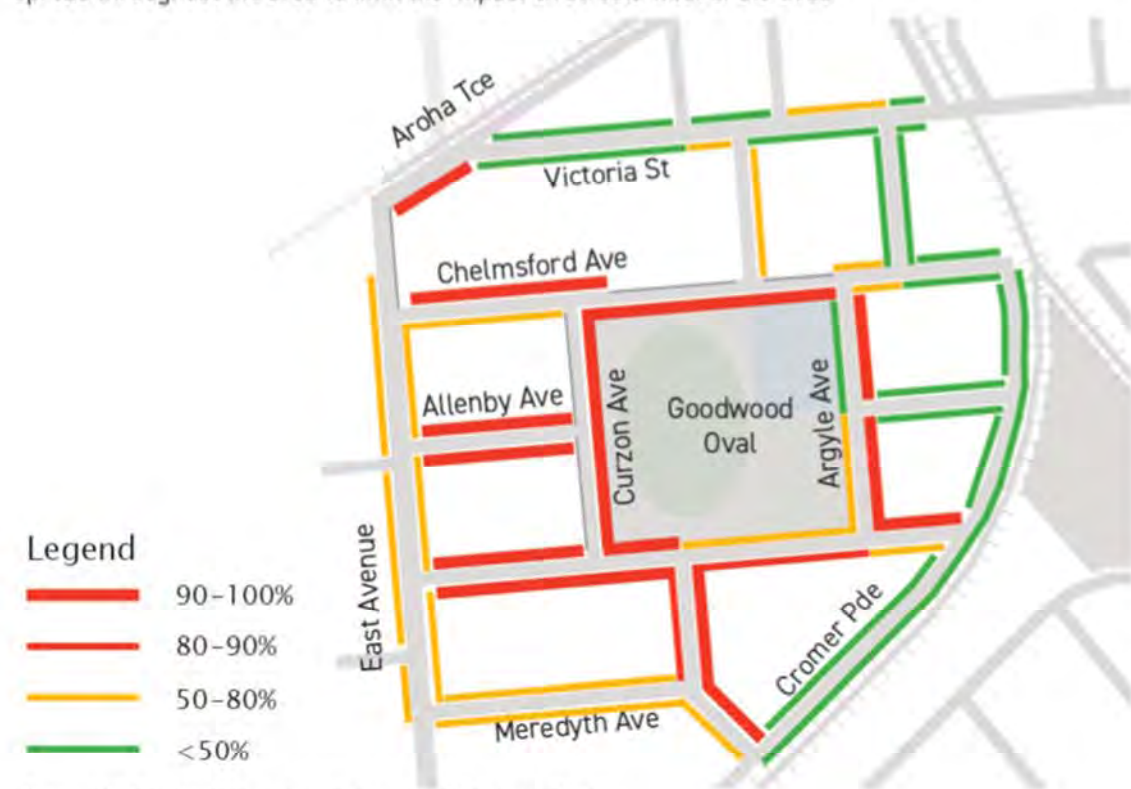 Aroha Tce
Victoria St
Chelmsford Ave
Allenby Ave
Curzon Ave
Goodwood
Oval
Argyle Ave
East Avenue
Cromer Pde
Meredyth Ave
Legend
90–100%
80–90%
50–80%
<50%